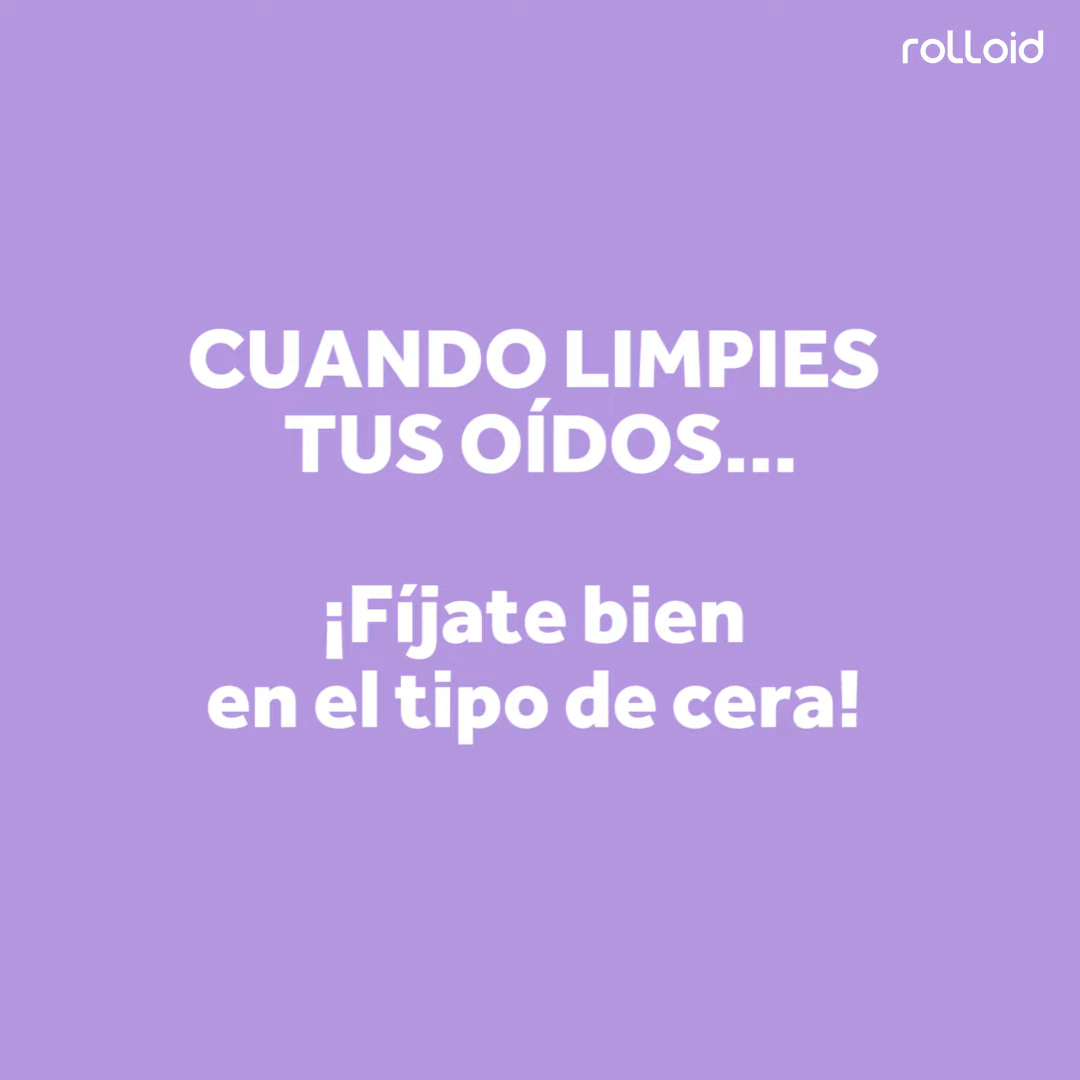 rolloid
CUANDO LIMPIES
TUS OÍDOS...
¡Fíjate bien
en el tipo de cera!